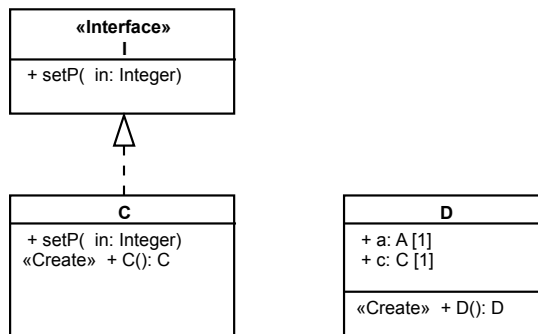 «Interface»
I
+ setP( in: Integer)
C
+ setP( in: Integer)
«Create» + C(): C
D
+ a: A [1]
+ c: C [1]
«Create» + D(): D